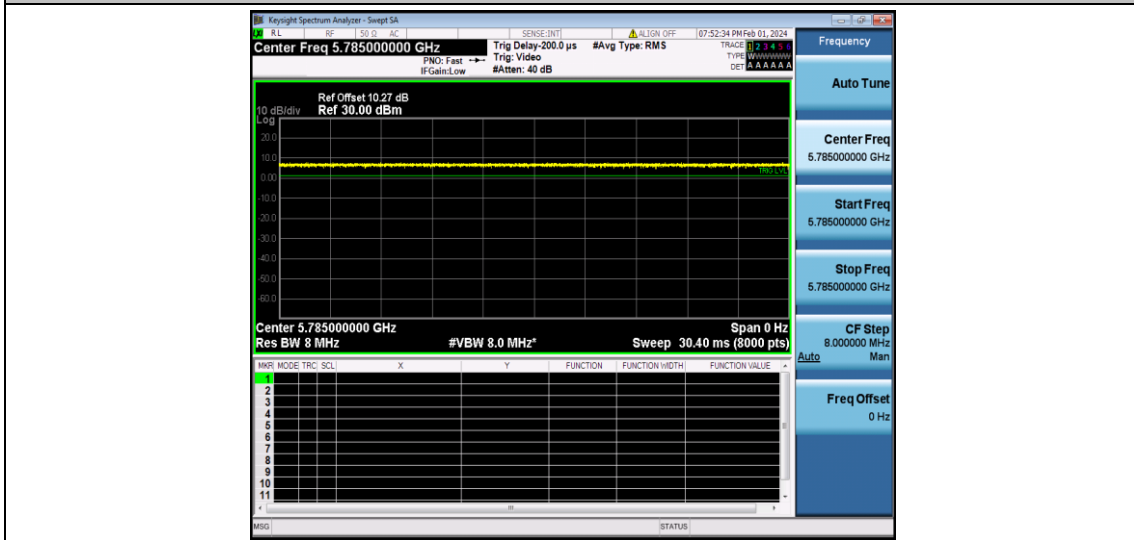 Keysight Spectrum Analyzer - Swept SA
RL RF 50 Ω AC SENSE:INT ALIGN OFF 07:52:34 PM Feb 01, 2024
Center Freq 5.785000000 GHz
PNO: Fast
IFGain:Low
Trig Delay-200.0 µs
Trig: Video
#Atten: 40 dB
#Avg Type: RMS
TRACE 1 2 3 4 5 6
TYPE WWWWWW
DET A A A A A A
Ref Offset 10.27 dB
10 dB/div Ref 30.00 dBm
Log
20.0
10.0
0.00
TRIG LVL
-10.0
-20.0
-30.0
-40.0
-50.0
-60.0
Center 5.785000000 GHz Span 0 Hz
Res BW 8 MHz #VBW 8.0 MHz* Sweep 30.40 ms (8000 pts)
MKR MODE TRC SCL X Y FUNCTION FUNCTION WIDTH FUNCTION VALUE
1
2
3
4
5
6
7
8
9
10
11
MSG STATUS
Frequency
Auto Tune
Center Freq
5.785000000 GHz
Start Freq
5.785000000 GHz
Stop Freq
5.785000000 GHz
CF Step
8.000000 MHz
Auto Man
Freq Offset
0 Hz